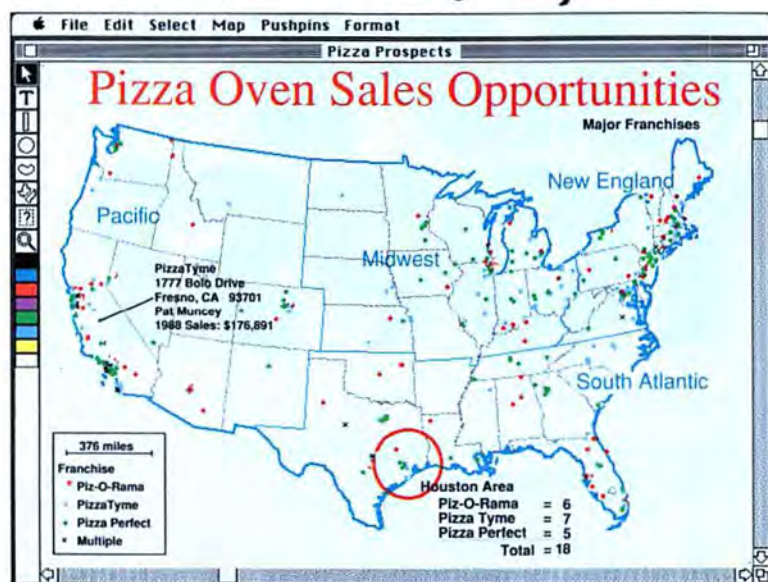 File Edit Select Map Pushpins Format
Pizza Prospects
T
Pizza Oven Sales Opportunities
Major Franchises
New England
Pacific
Midwest
PizzaTyme
1777 Bolo Drive
Fresno, CA 93701
Pat Muncey
1988 Sales: $176,891
South Atlantic
376 miles
Franchise
Piz-O-Rama
PizzaTyme
Pizza Perfect
Multiple
Houston Area
Piz-O-Rama = 6
Pizza Tyme = 7
Pizza Perfect = 5
Total = 18